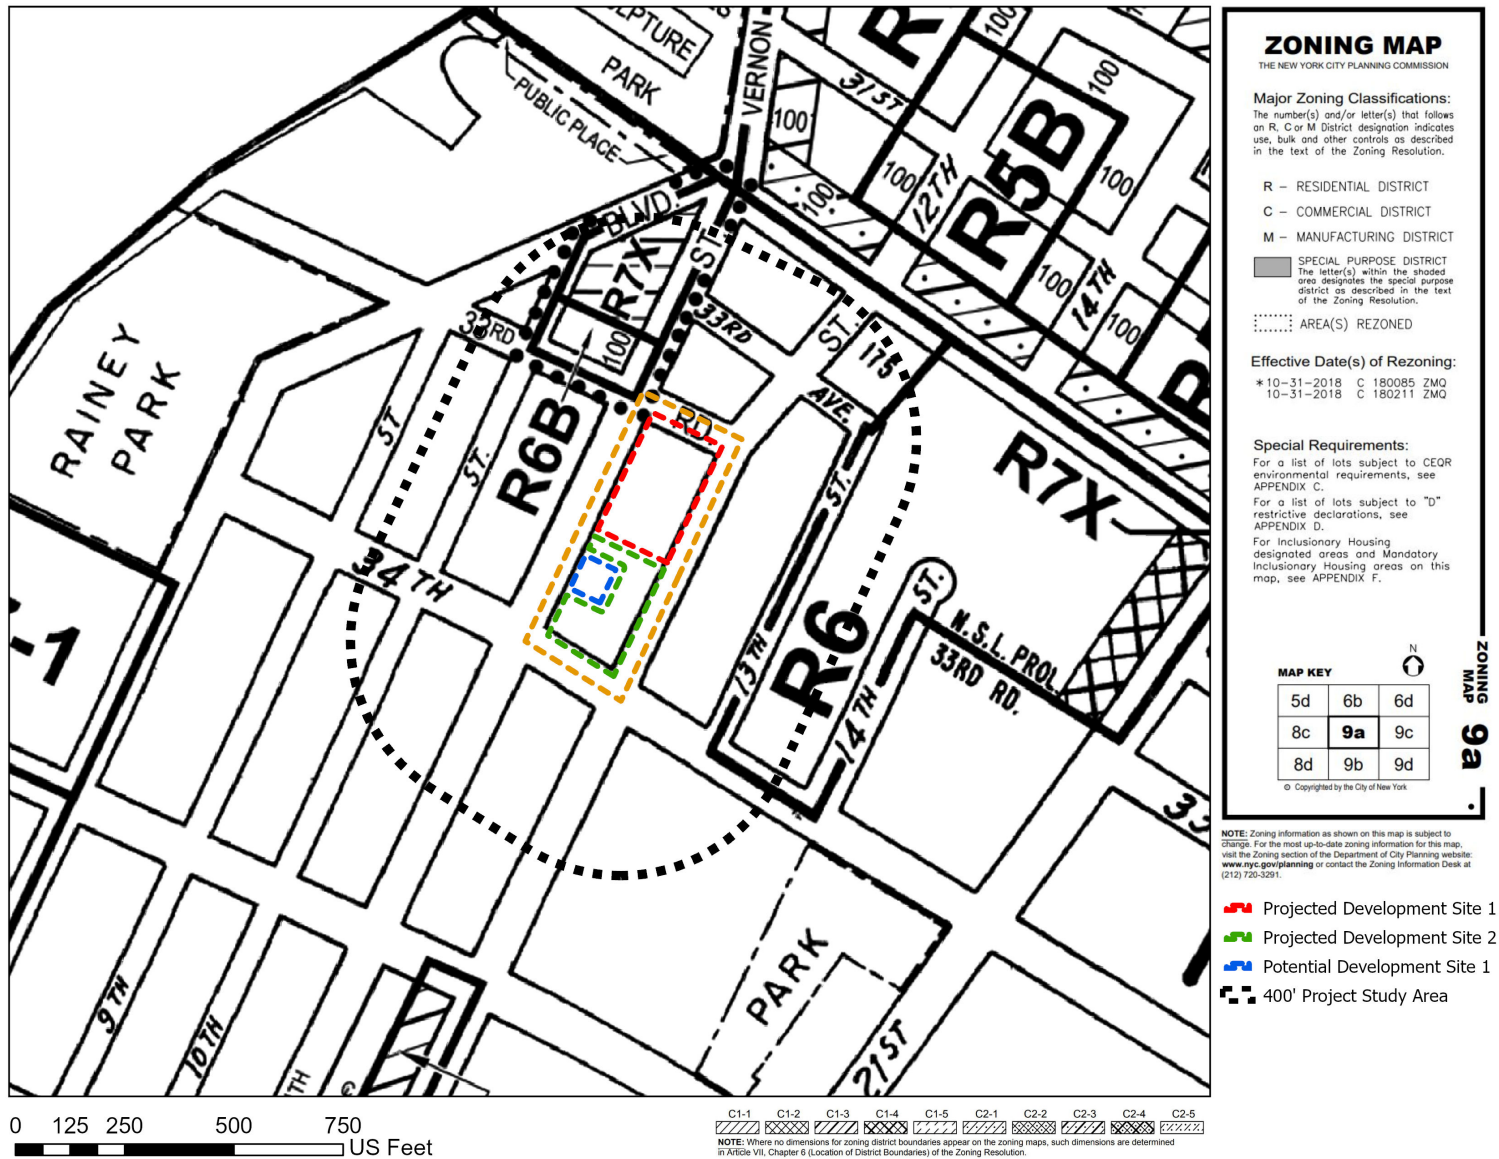 PARK
PUBLIC PLACE
VERNON
BLVD.
ST.
31ST
100
100
100
100
100
100
100
100
R5B
12TH
14TH
R7X
100
33RD
33RD
RD.
ST.
175
AVE.
R6B
ST
ST.
RAINEY
PARK
34TH
ST.
R7X
R6
13TH
14TH
ST.
N.S.L. PROL.
33RD RD.
-1
9TH
10TH
TH
PARK
21ST
ZONING MAP
THE NEW YORK CITY PLANNING COMMISSION
Major Zoning Classifications:
The number(s) and/or letter(s) that follows
an R, C or M District designation indicates
use, bulk and other controls as described
in the text of the Zoning Resolution.
R – RESIDENTIAL DISTRICT
C – COMMERCIAL DISTRICT
M – MANUFACTURING DISTRICT
SPECIAL PURPOSE DISTRICT
The letter(s) within the shaded
area designates the special purpose
district as described in the text
of the Zoning Resolution.
AREA(S) REZONED
Effective Date(s) of Rezoning:
*10-31-2018 C 180085 ZMQ
10-31-2018 C 180211 ZMQ
Special Requirements:
For a list of lots subject to CEQR
environmental requirements, see
APPENDIX C.
For a list of lots subject to "D"
restrictive declarations, see
APPENDIX D.
For Inclusionary Housing
designated areas and Mandatory
Inclusionary Housing areas on this
map, see APPENDIX F.
N
MAP KEY
5d 6b 6d
8c 9a 9c
8d 9b 9d
© Copyrighted by the City of New York
ZONING
MAP 9a
NOTE: Zoning information as shown on this map is subject to
change. For the most up-to-date zoning information for this map,
visit the Zoning section of the Department of City Planning website:
www.nyc.gov/planning or contact the Zoning Information Desk at
(212) 720-3291.
Projected Development Site 1
Projected Development Site 2
Potential Development Site 1
400' Project Study Area
0 125 250 500 750
US Feet
C1-1 C1-2 C1-3 C1-4 C1-5 C2-1 C2-2 C2-3 C2-4 C2-5
NOTE: Where no dimensions for zoning district boundaries appear on the zoning maps, such dimensions are determined
in Article VII, Chapter 6 (Location of District Boundaries) of the Zoning Resolution.